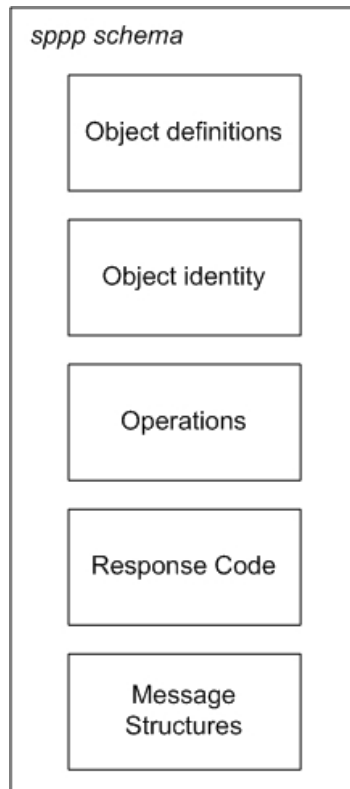 sppp schema
Object definitions
Object identity
Operations
Response Code
Message
Structures